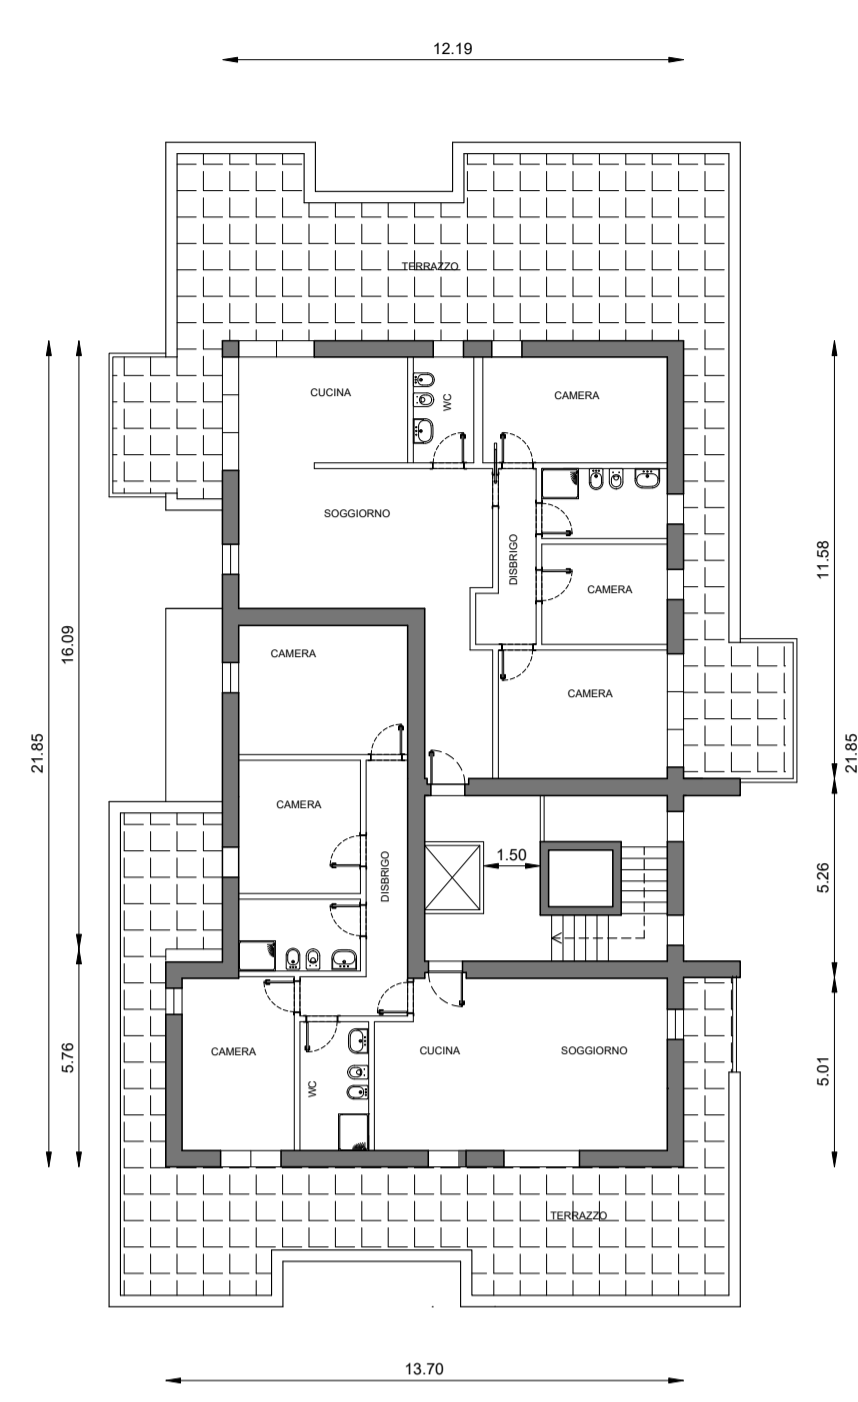 12.19
TERRAZZO
CUCINA
WC
CAMERA
SOGGIORNO
DISBRIGO
CAMERA
11.58
16.09
CAMERA
CAMERA
21.85
21.85
CAMERA
DISBRIGO
1.50
5.26
CAMERA
CUCINA
SOGGIORNO
5.76
5.01
WC
TERRAZZO
13.70